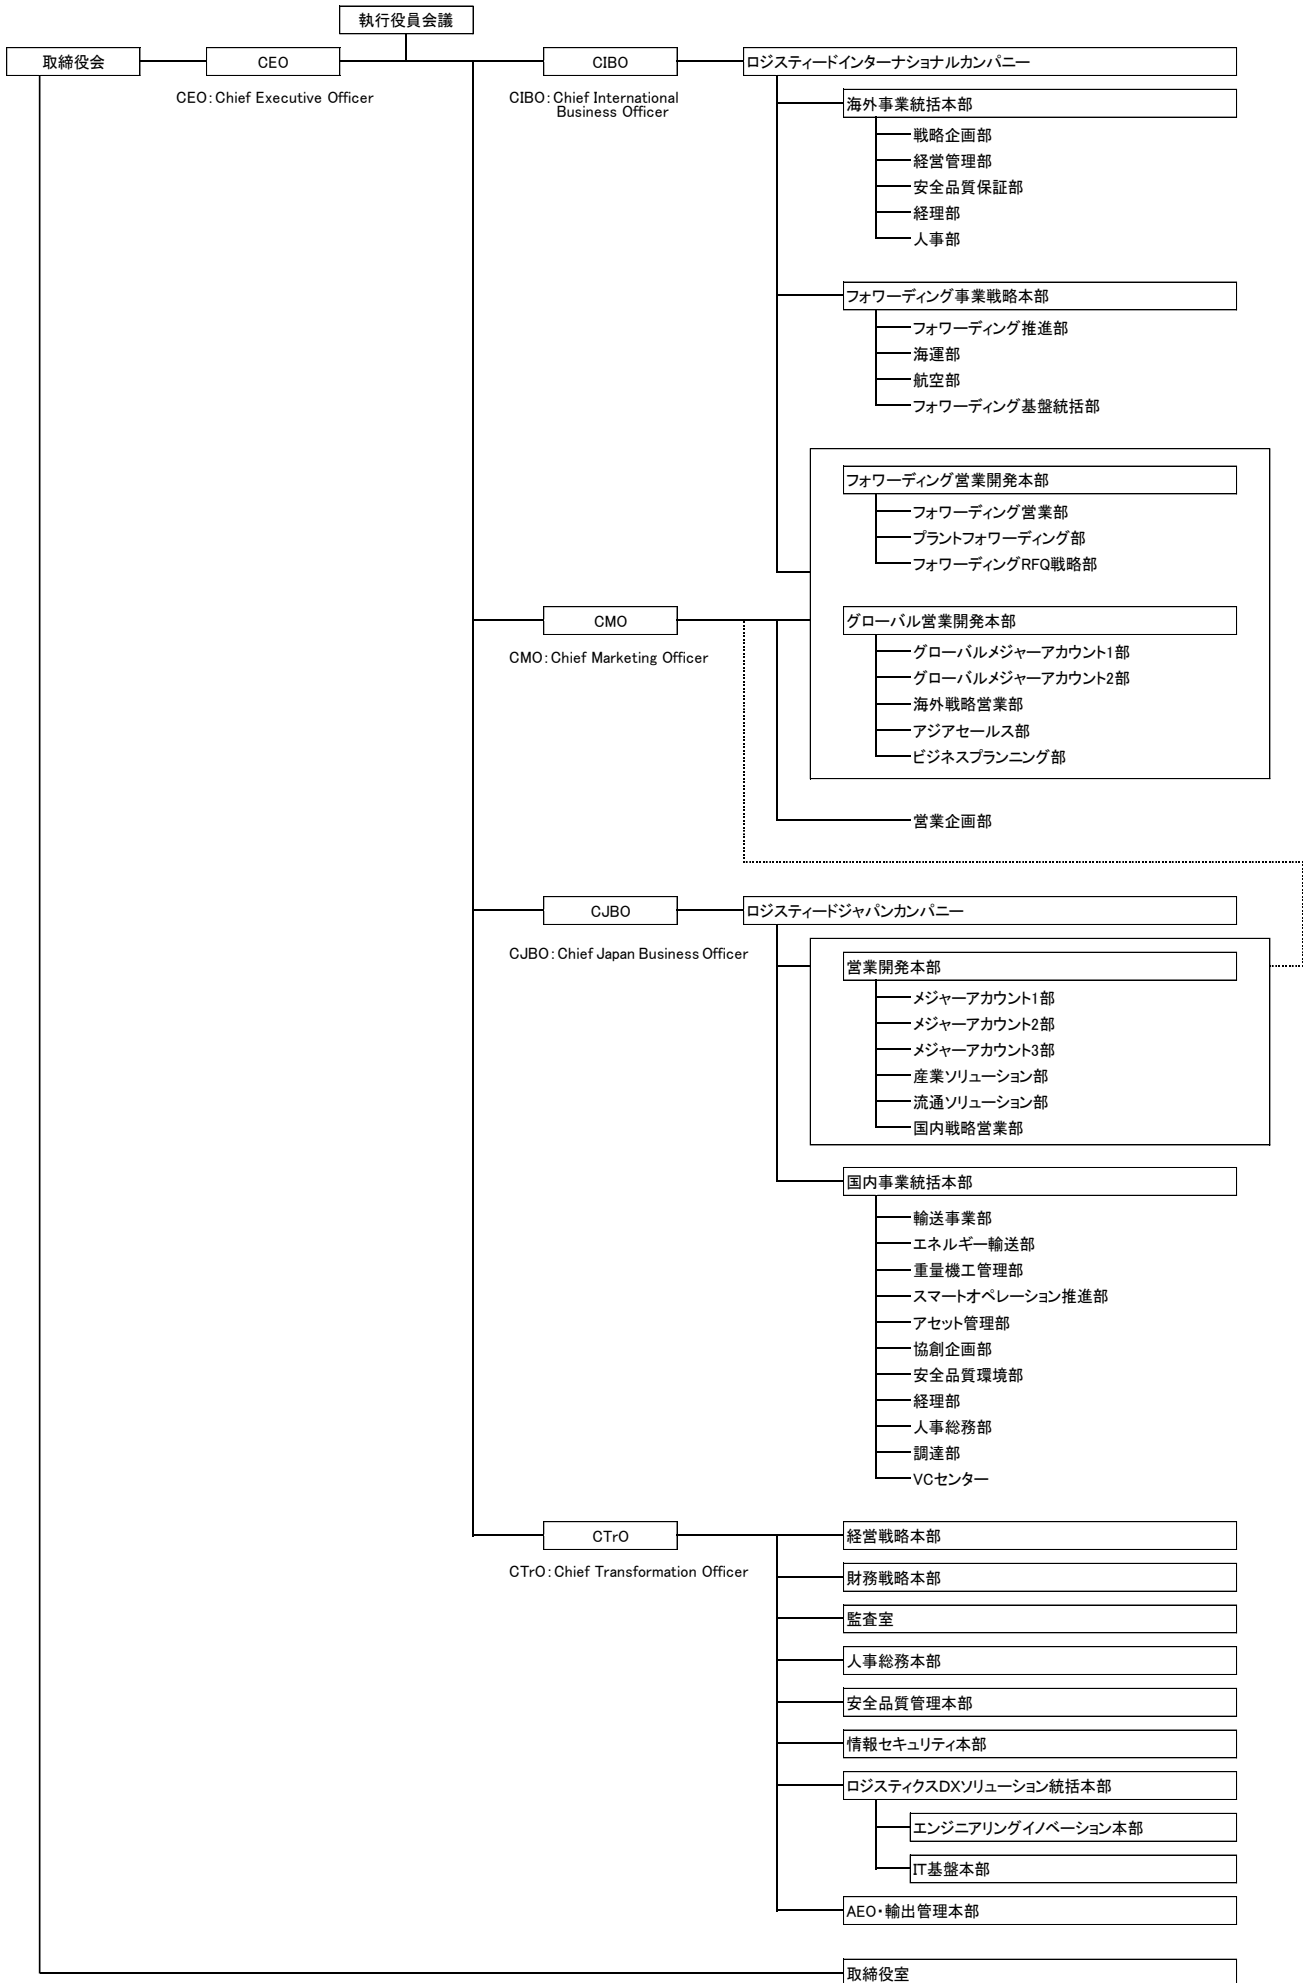 執行役員会議
取締役会
CEO
CIBO
ロジスティードインターナショナルカンパニー
CEO:Chief Executive Officer
CIBO:Chief International
Business Officer
海外事業統括本部
戦略企画部
経営管理部
安全品質保証部
経理部
人事部
フォワーディング事業戦略本部
フォワーディング推進部
海運部
航空部
フォワーディング基盤統括部
フォワーディング営業開発本部
フォワーディング営業部
プラントフォワーディング部
フォワーディングRFQ戦略部
CMO
グローバル営業開発本部
CMO:Chief Marketing Officer
グローバルメジャーアカウント1部
グローバルメジャーアカウント2部
海外戦略営業部
アジアセールス部
ビジネスプランニング部
営業企画部
CJBO
ロジスティードジャパンカンパニー
CJBO:Chief Japan Business Officer
営業開発本部
メジャーアカウント1部
メジャーアカウント2部
メジャーアカウント3部
産業ソリューション部
流通ソリューション部
国内戦略営業部
国内事業統括本部
輸送事業部
エネルギー輸送部
重量機工管理部
スマートオペレーション推進部
アセット管理部
協創企画部
安全品質環境部
経理部
人事総務部
調達部
VCセンター
CTrO
経営戦略本部
CTrO:Chief Transformation Officer
財務戦略本部
監査室
人事総務本部
安全品質管理本部
情報セキュリティ本部
ロジスティクスDXソリューション統括本部
エンジニアリングイノベーション本部
IT基盤本部
AEO・輸出管理本部
取締役室